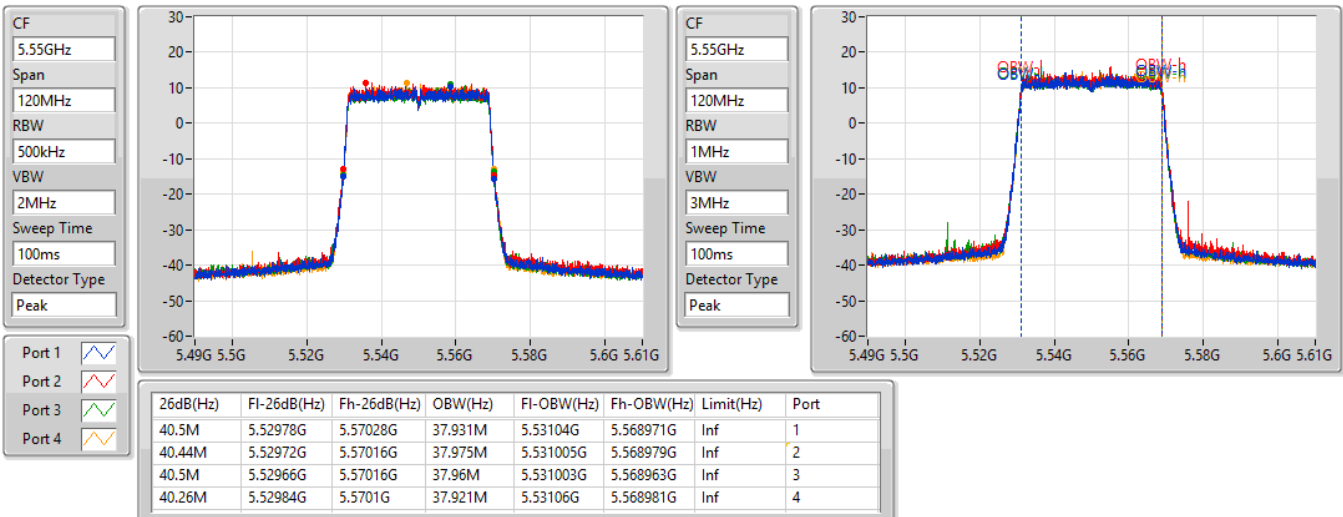 CF
5.55GHz
Span
120MHz
RBW
500kHz
VBW
2MHz
Sweep Time
100ms
Detector Type
Peak
30-
20-
10-
0-
-10-
-20-
-30-
-40-
-50-
-60-
5.49G 5.5G 5.52G 5.54G 5.56G 5.58G 5.6G 5.61G
CF
5.55GHz
Span
120MHz
RBW
1MHz
VBW
3MHz
Sweep Time
100ms
Detector Type
Peak
30-
20-
10-
0-
-10-
-20-
-30-
-40-
-50-
-60-
OBW-h
5.49G 5.5G 5.52G 5.54G 5.56G 5.58G 5.6G 5.61G
Port 1
Port 2
Port 3
Port 4
26dB(Hz) Fl-26dB(Hz) Fh-26dB(Hz) OBW(Hz) Fl-OBW(Hz) Fh-OBW(Hz) Limit(Hz) Port
40.5M 5.52978G 5.57028G 37.931M 5.53104G 5.568971G Inf 1
40.44M 5.52972G 5.57016G 37.975M 5.531005G 5.568979G Inf 2
40.5M 5.52966G 5.57016G 37.96M 5.531003G 5.568963G Inf 3
40.26M 5.52984G 5.5701G 37.921M 5.53106G 5.568981G Inf 4